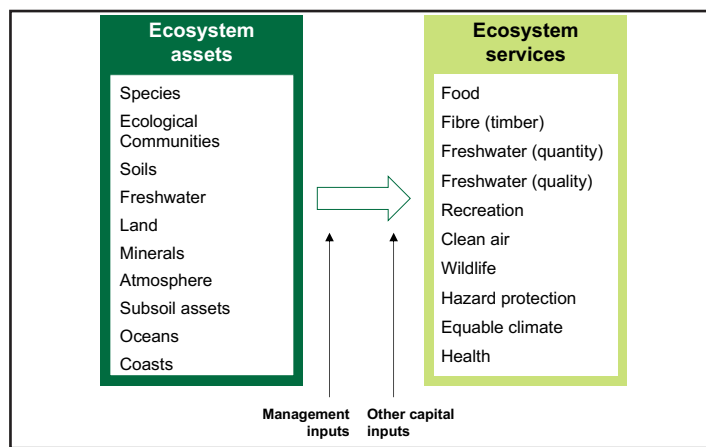 Ecosystem
assets
Species
Ecological
Communities
Soils
Freshwater
Land
Minerals
Atmosphere
Subsoil assets
Oceans
Coasts
Ecosystem
services
Food
Fibre (timber)
Freshwater (quantity)
Freshwater (quality)
Recreation
Clean air
Wildlife
Hazard protection
Equable climate
Health
Management
inputs
Other capital
inputs